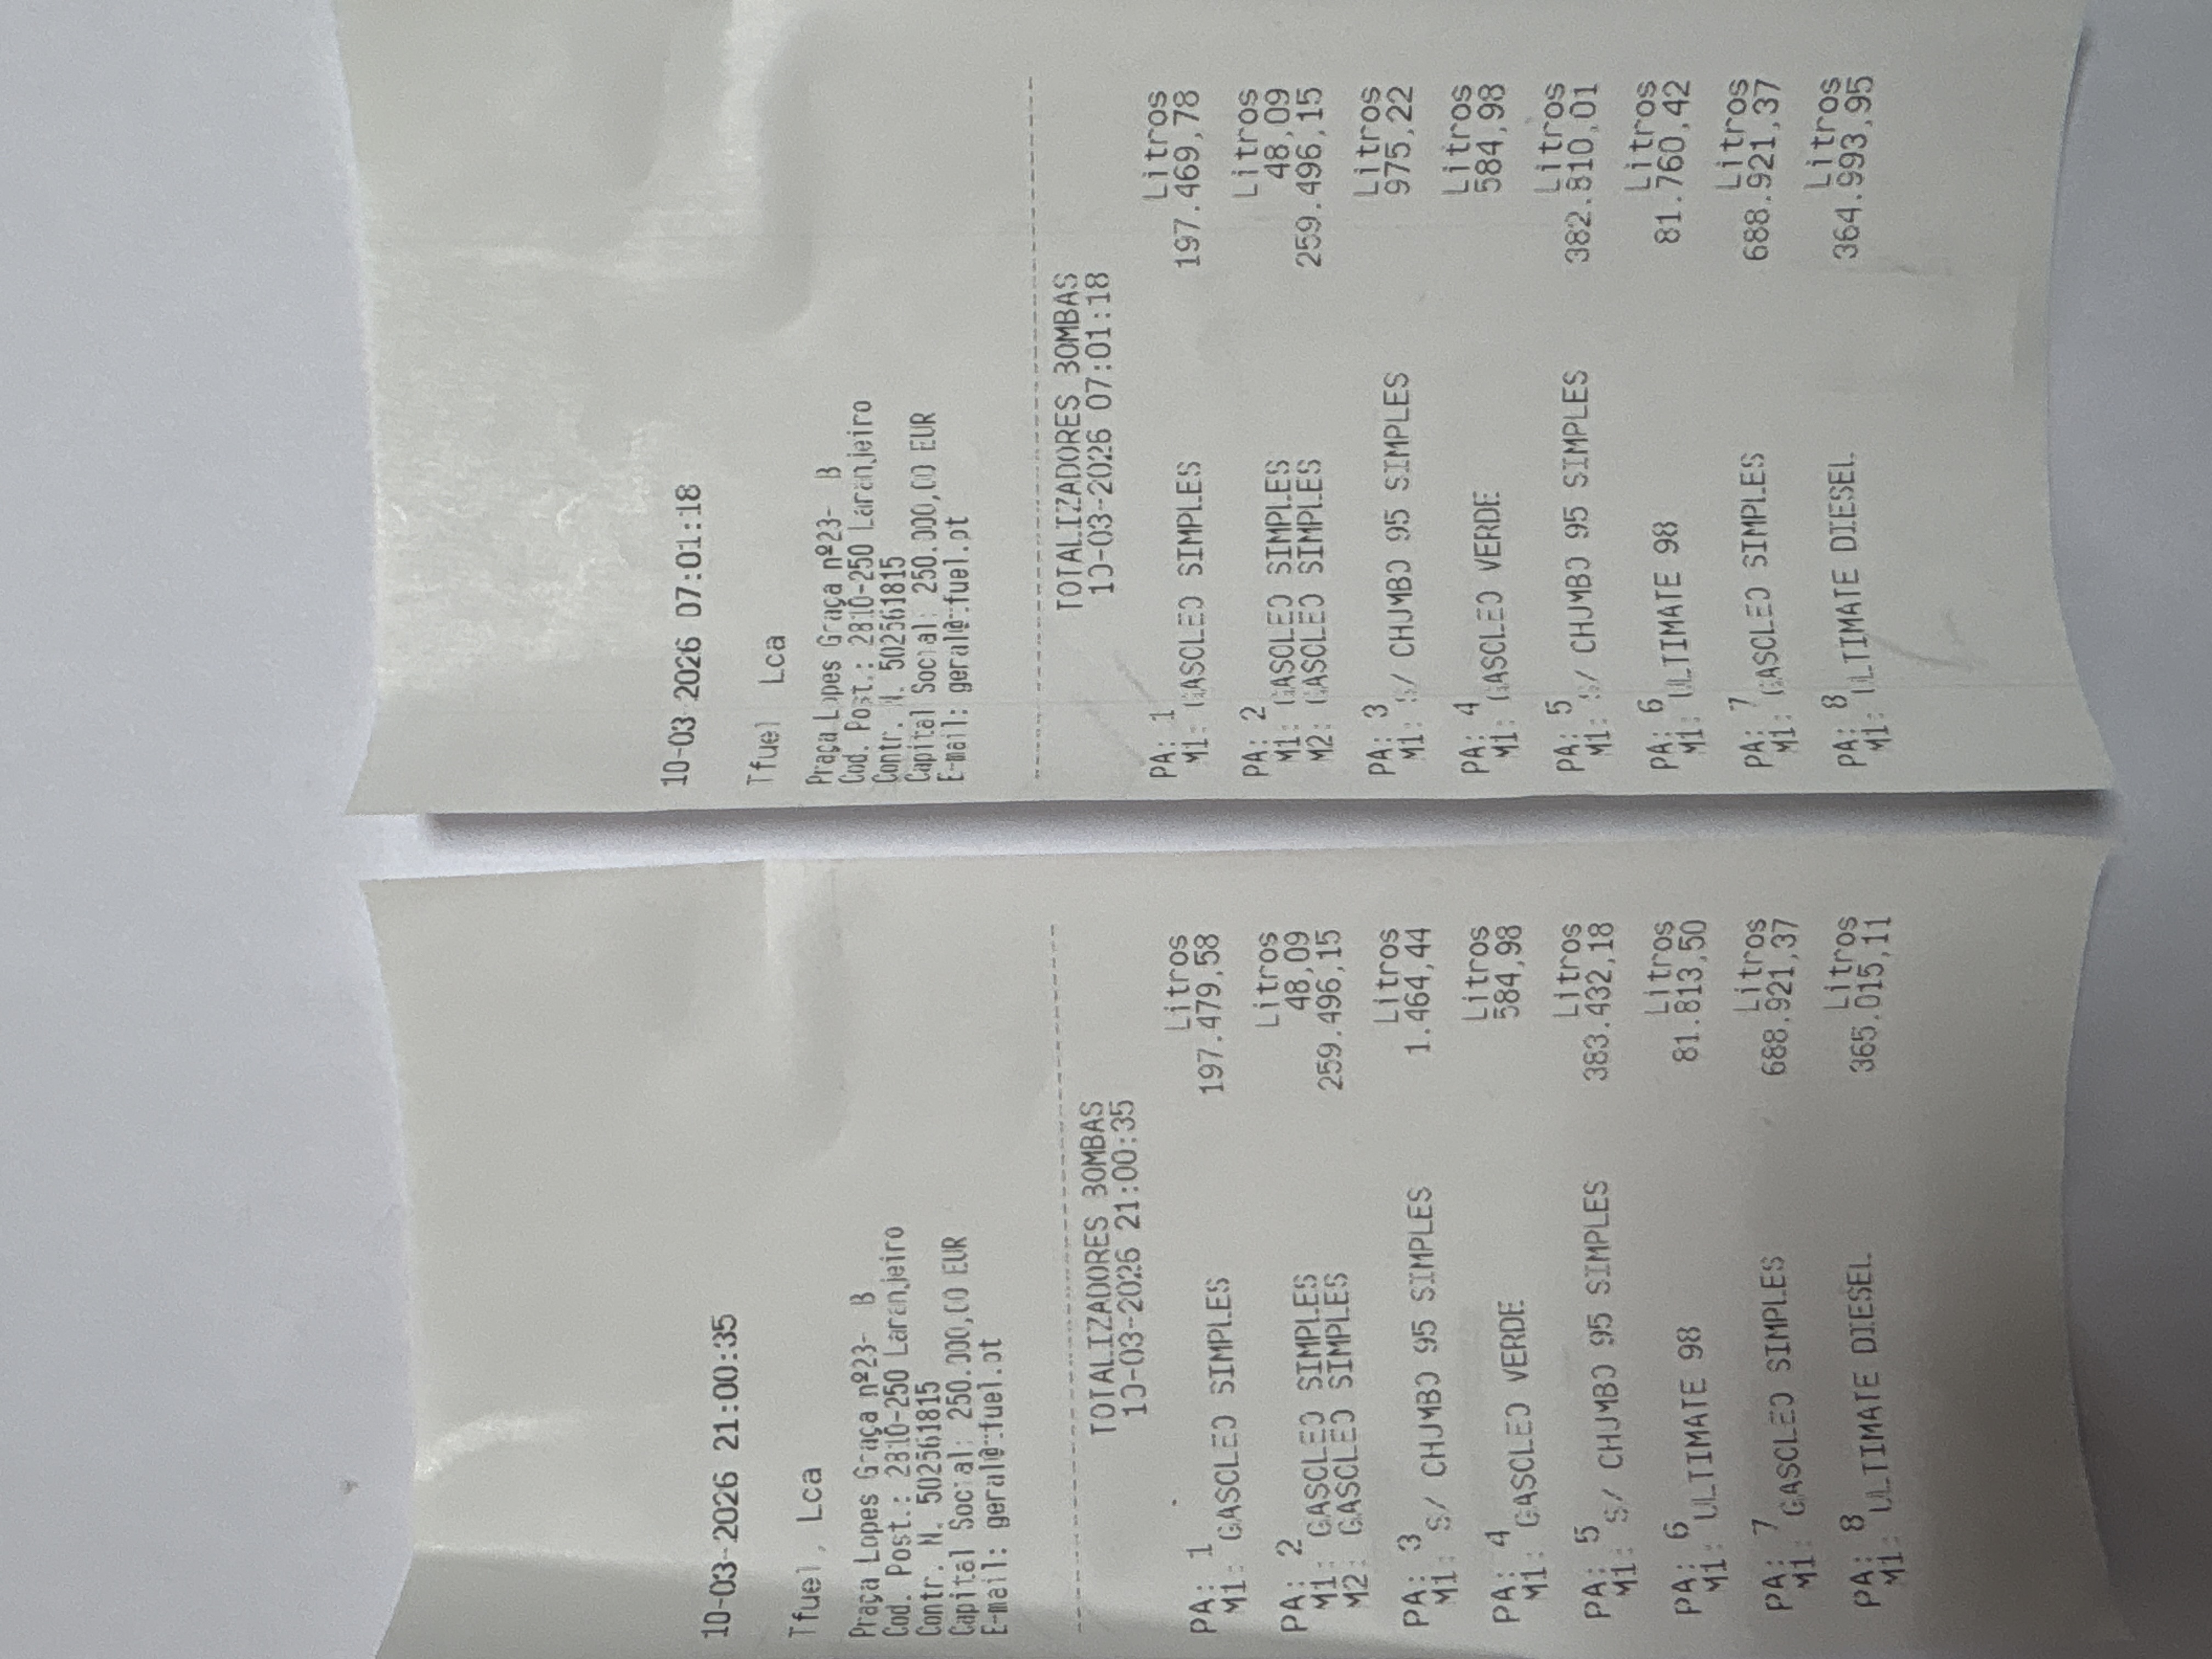 10-03-2026 21:00:35
Tfuel, Lca
Praça Lopes Graça nº23- B
Cod. Post.: 2810-250 Laranjeiro
Contr. N. 502561815
Capital Social: 250.000,00 EUR
E-mail: geral@tfuel.pt
TOTALIZADORES BOMBAS
10-03-2026 21:00:35
PA: 1 Litros
M1: GASOLEO SIMPLES 197.479,58
PA: 2 Litros
M1: GASOLEO SIMPLES 48,09
M2: GASOLEO SIMPLES 259.496,15
PA: 3 Litros
M1: S/ CHUMBO 95 SIMPLES 1.464,44
PA: 4 Litros
M1: GASOLEO VERDE 584,98
PA: 5 Litros
M1: S/ CHUMBO 95 SIMPLES 383.432,18
PA: 6 Litros
M1: ULTIMATE 98 81.813,50
PA: 7 Litros
M1: GASOLEO SIMPLES 688.921,37
PA: 8 Litros
M1: ULTIMATE DIESEL 365.015,11
10-03-2026 07:01:18
Tfuel Lca
Praça Lopes Graça nº23- B
Cod. Post.: 2810-250 Laranjeiro
Contr. N. 502561815
Capital Social: 250.000,00 EUR
E-mail: geral@tfuel.pt
TOTALIZADORES BOMBAS
10-03-2026 07:01:18
PA: 1 Litros
M1: GASOLEO SIMPLES 197.469,78
PA: 2 Litros
M1: GASOLEO SIMPLES 48,09
M2: GASOLEO SIMPLES 259.496,15
PA: 3 Litros
M1: S/ CHUMBO 95 SIMPLES 975,22
PA: 4 Litros
M1: GASOLEO VERDE 584,98
PA: 5 Litros
M1: S/ CHUMBO 95 SIMPLES 382.810,01
PA: 6 Litros
M1: ULTIMATE 98 81.760,42
PA: 7 Litros
M1: GASOLEO SIMPLES 688.921,37
PA: 8 Litros
M1: ULTIMATE DIESEL 364.993,95